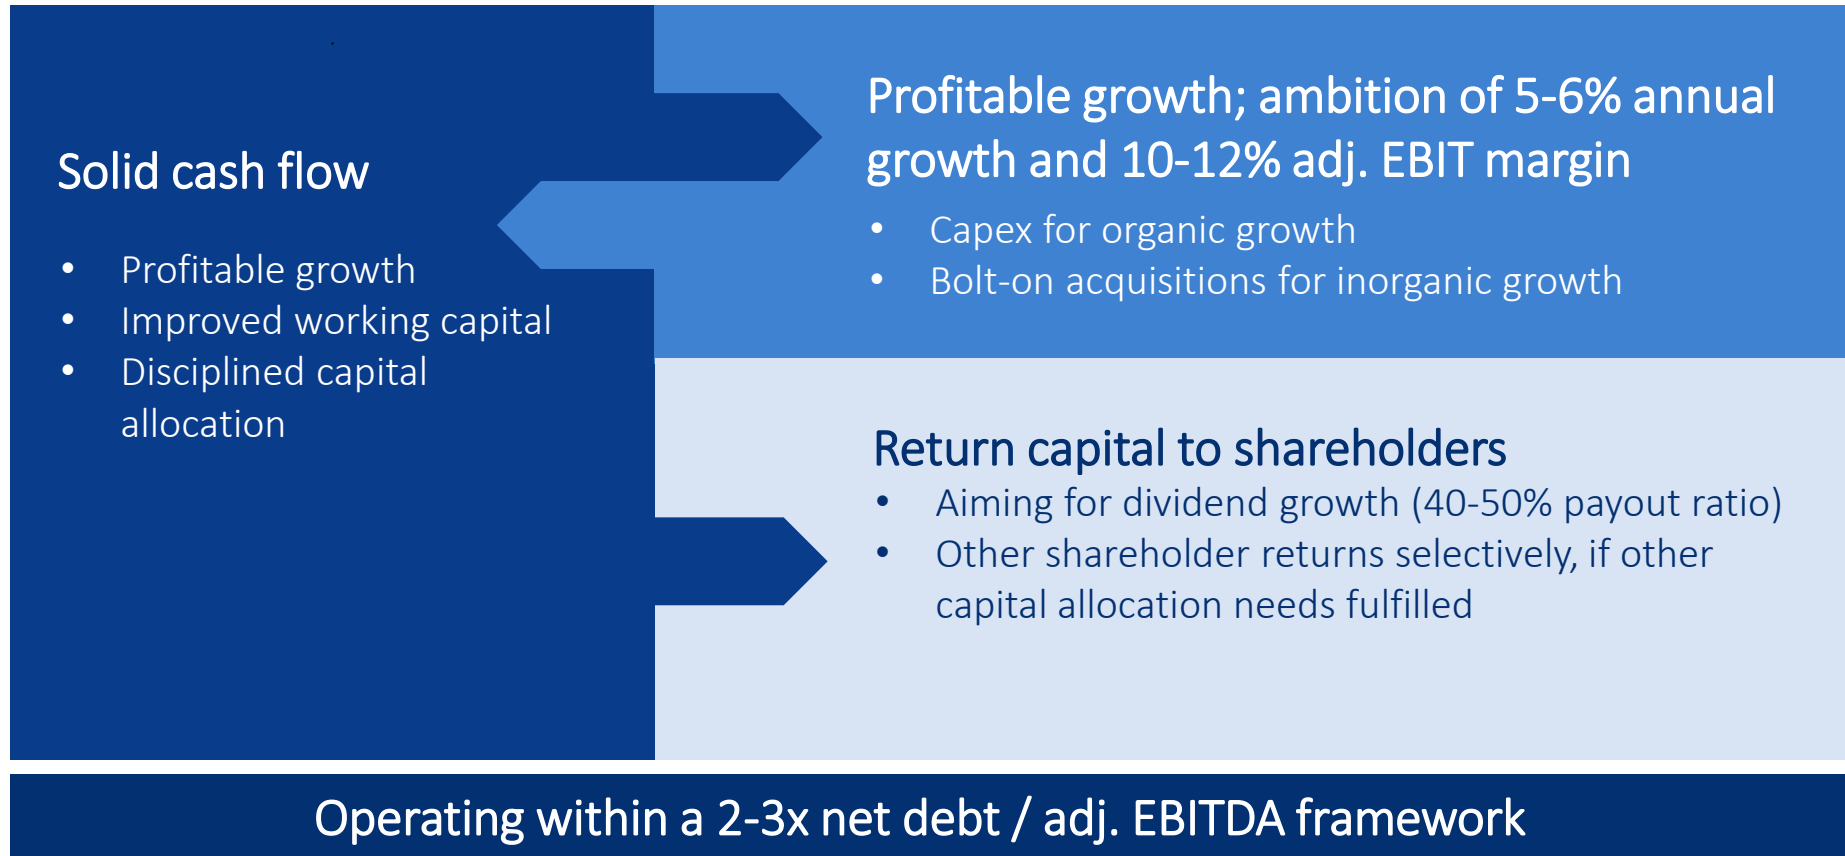 Solid cash flow
• Profitable growth
• Improved working capital
• Disciplined capital
allocation
Profitable growth; ambition of 5-6% annual
growth and 10-12% adj. EBIT margin
• Capex for organic growth
• Bolt-on acquisitions for inorganic growth
Return capital to shareholders
• Aiming for dividend growth (40-50% payout ratio)
• Other shareholder returns selectively, if other
capital allocation needs fulfilled
Operating within a 2-3x net debt / adj. EBITDA framework